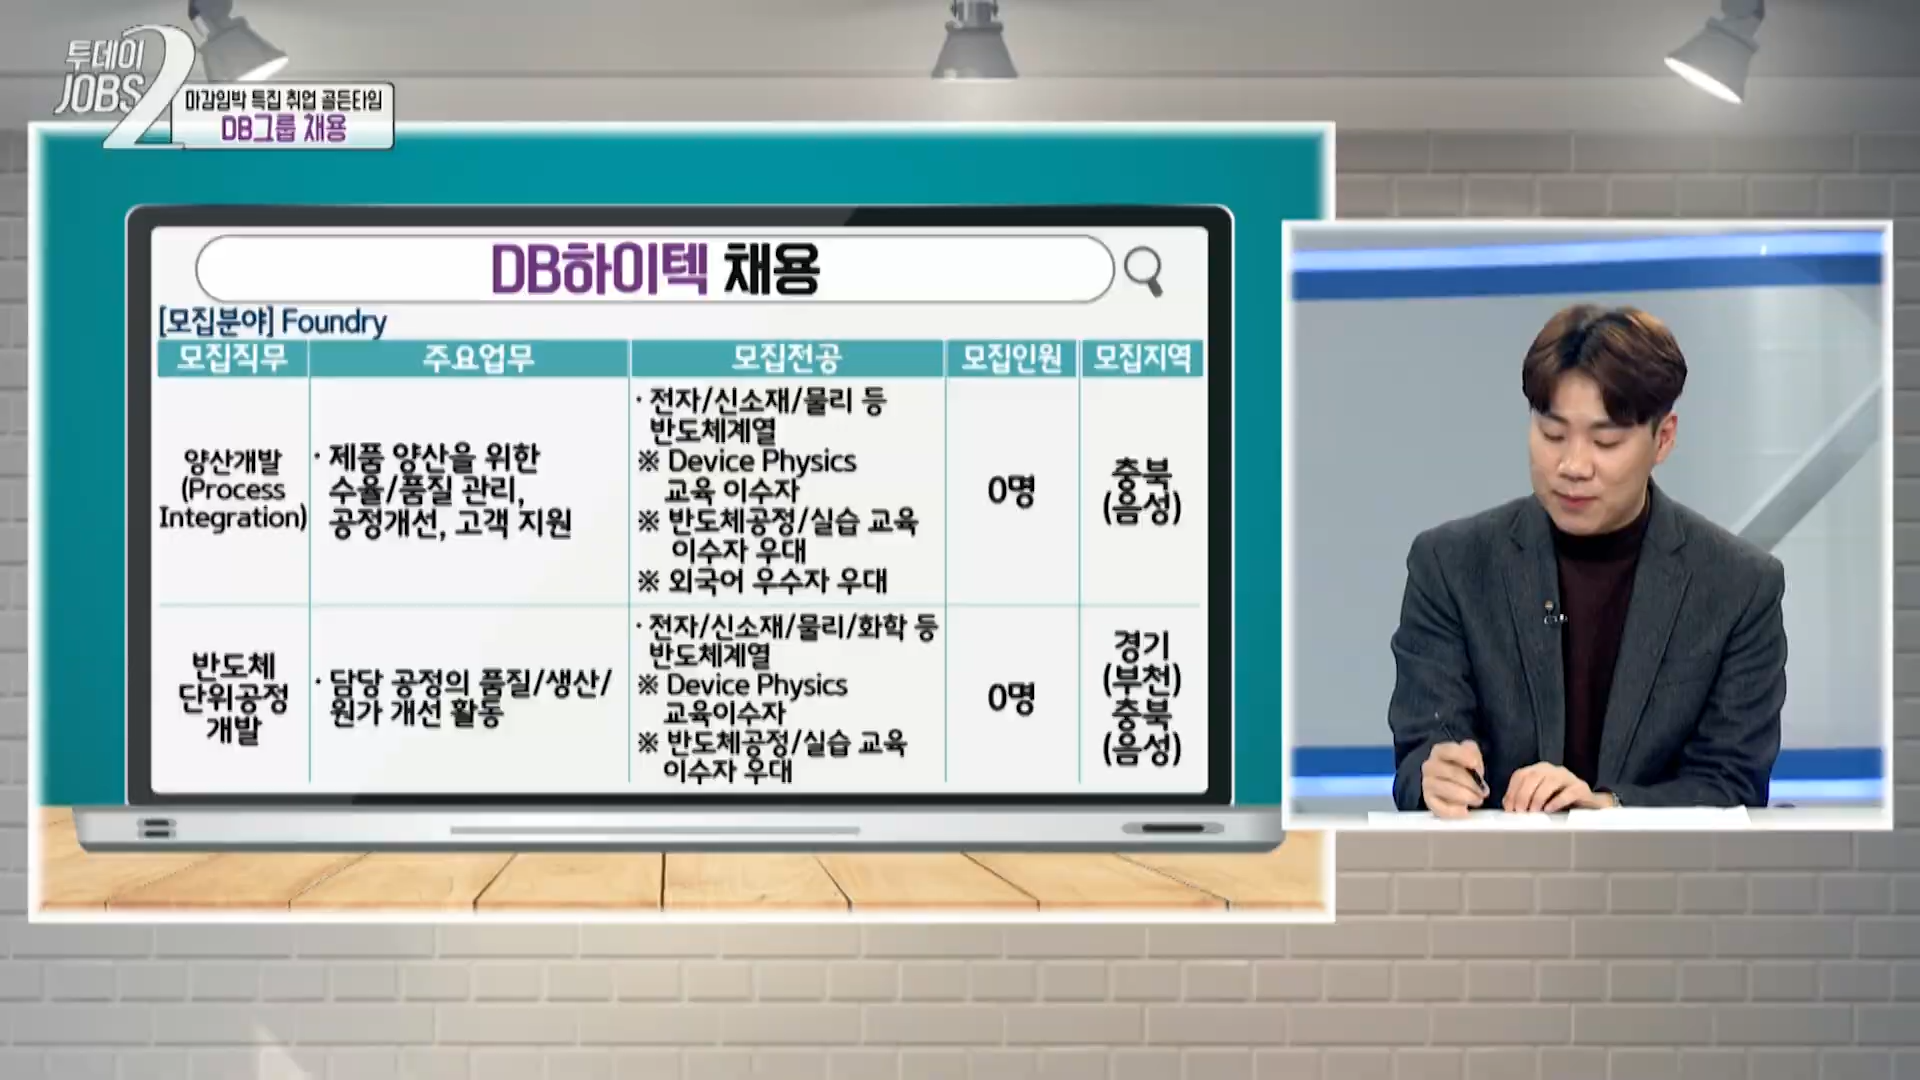 투데이
JOBS 2
마감임박 특집 취업 골든타임
DB그룹 채용
DB하이텍 채용
[모집분야] Foundry
모집직무 주요업무 모집전공 모집인원 모집지역
양산개발
(Process
Integration)
· 제품 양산을 위한
수율/품질 관리,
공정개선, 고객 지원
· 전자/신소재/물리 등
반도체계열
※ Device Physics
교육 이수자
※ 반도체공정/실습 교육
이수자 우대
※ 외국어 우수자 우대
0명
충북
(음성)
반도체
단위공정
개발
· 담당 공정의 품질/생산/
원가 개선 활동
· 전자/신소재/물리/화학 등
반도체계열
※ Device Physics
교육이수자
※ 반도체공정/실습 교육
이수자 우대
0명
경기
(부천)
충북
(음성)